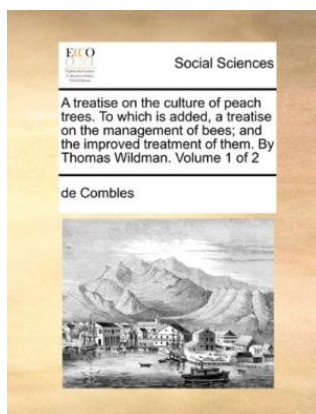 ECCO
Social Sciences
A treatise on the culture of peach
trees. To which is added, a treatise
on the management of bees; and
the improved treatment of them. By
Thomas Wildman. Volume 1 of 2
de Combles